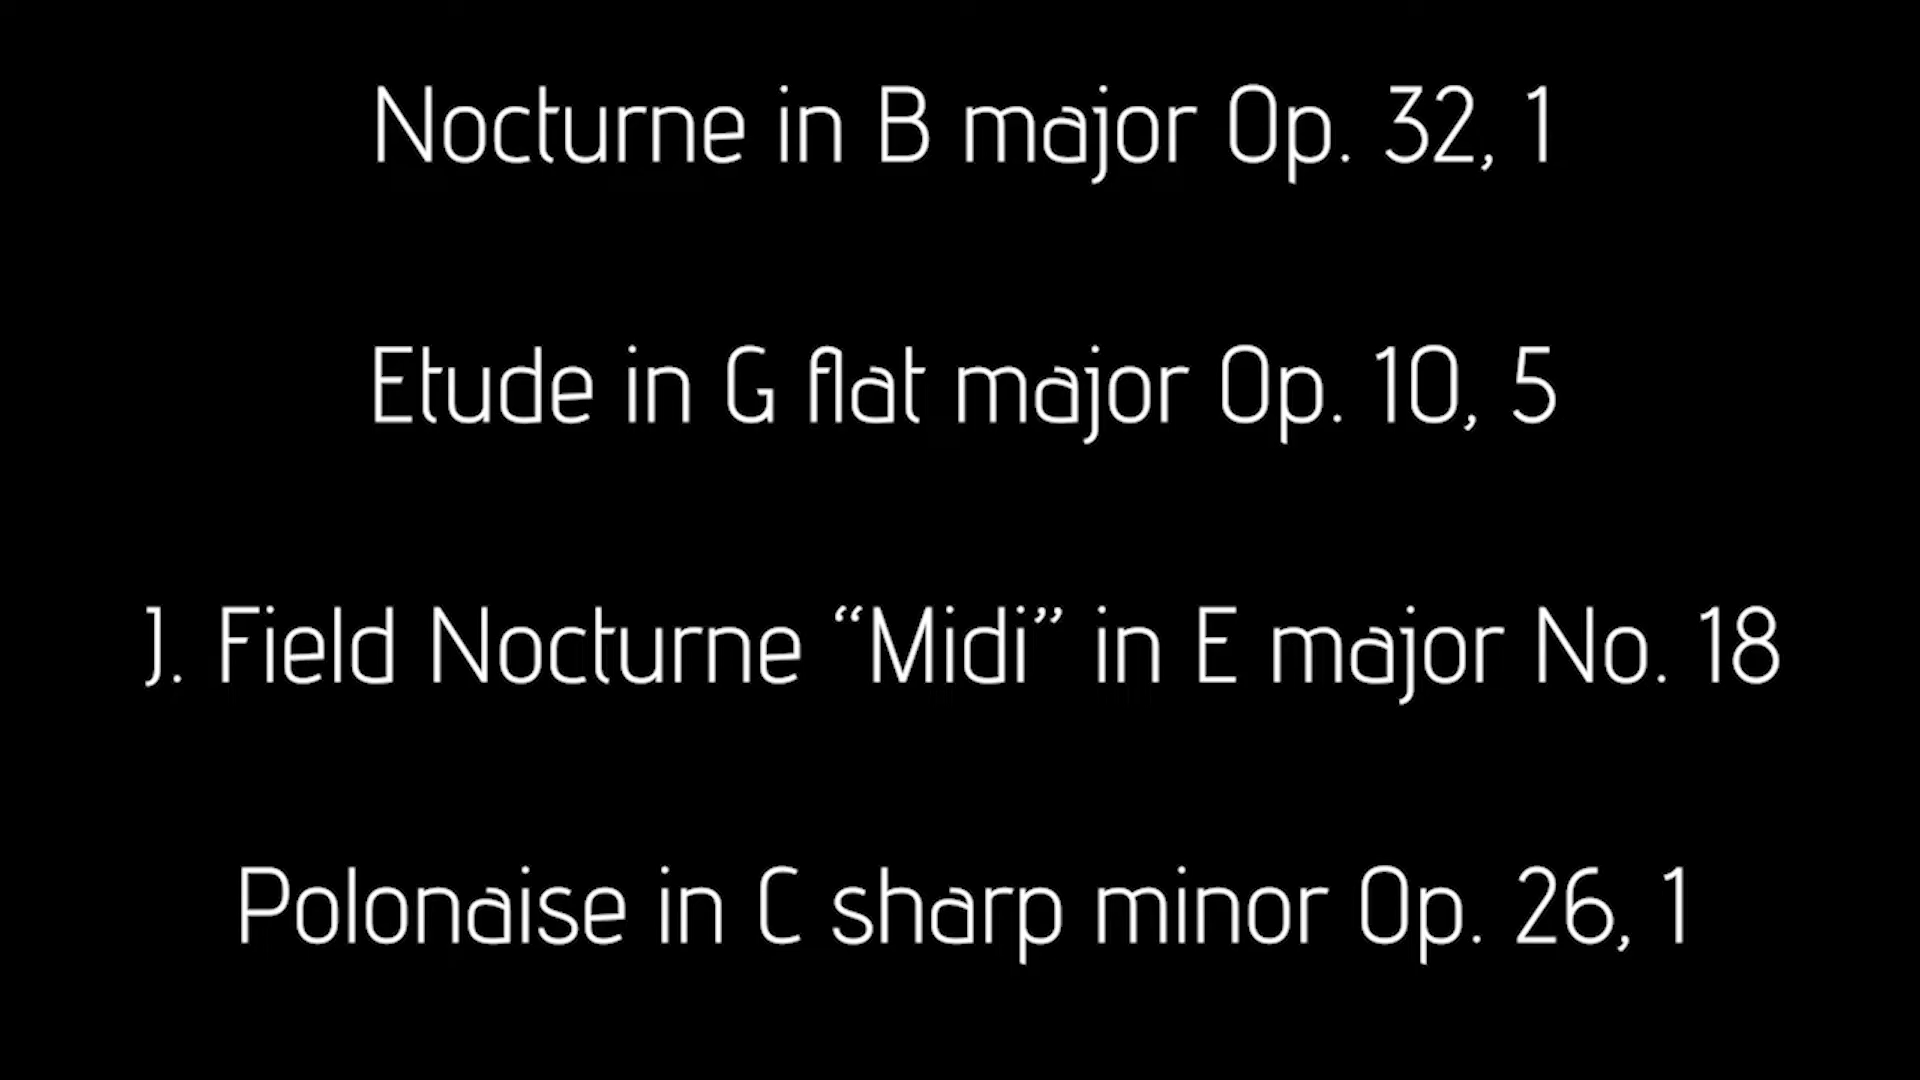 Nocturne in B major Op. 32, 1
Etude in G flat major Op. 10, 5
J. Field Nocturne “Midi” in E major No. 18
Polonaise in C sharp minor Op. 26, 1